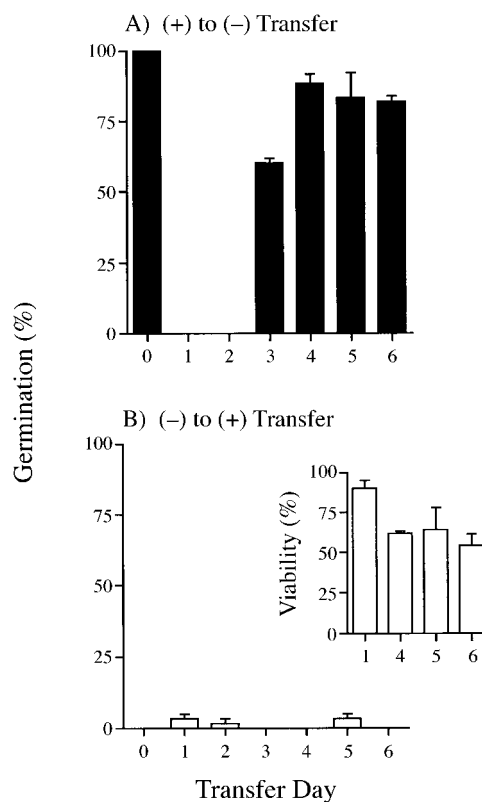 A) (+) to (–) Transfer
100
75
50
25
0
0 1 2 3 4 5 6
Germination (%)
B) (–) to (+) Transfer
100
75
50
25
0
0 1 2 3 4 5 6
Viability (%)
100
75
50
25
0
1 4 5 6
Transfer Day